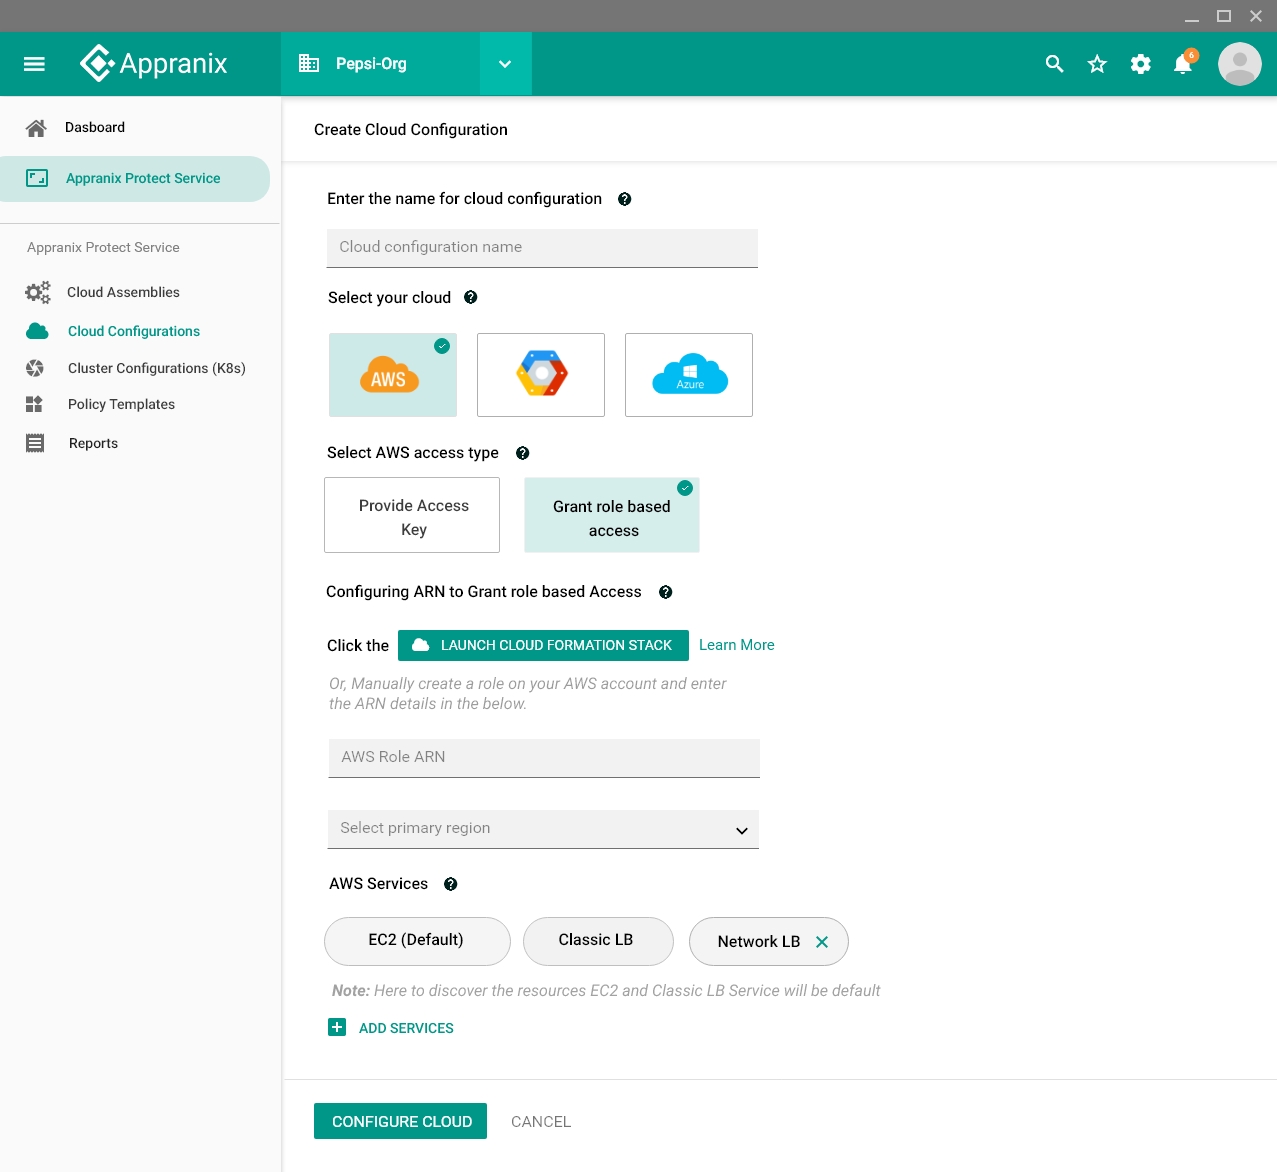 Appranix
Pepsi-Org
6
Dasboard
Appranix Protect Service
Appranix Protect Service
Cloud Assemblies
Cloud Configurations
Cluster Configurations (K8s)
Policy Templates
Reports
Create Cloud Configuration
Enter the name for cloud configuration ?
Cloud configuration name
Select your cloud ?
AWS
Azure
Select AWS access type ?
Provide Access
Key
Grant role based
access
Configuring ARN to Grant role based Access ?
Click the LAUNCH CLOUD FORMATION STACK Learn More
Or, Manually create a role on your AWS account and enter
the ARN details in the below.
AWS Role ARN
Select primary region
AWS Services ?
EC2 (Default) Classic LB Network LB
Note: Here to discover the resources EC2 and Classic LB Service will be default
ADD SERVICES
CONFIGURE CLOUD CANCEL